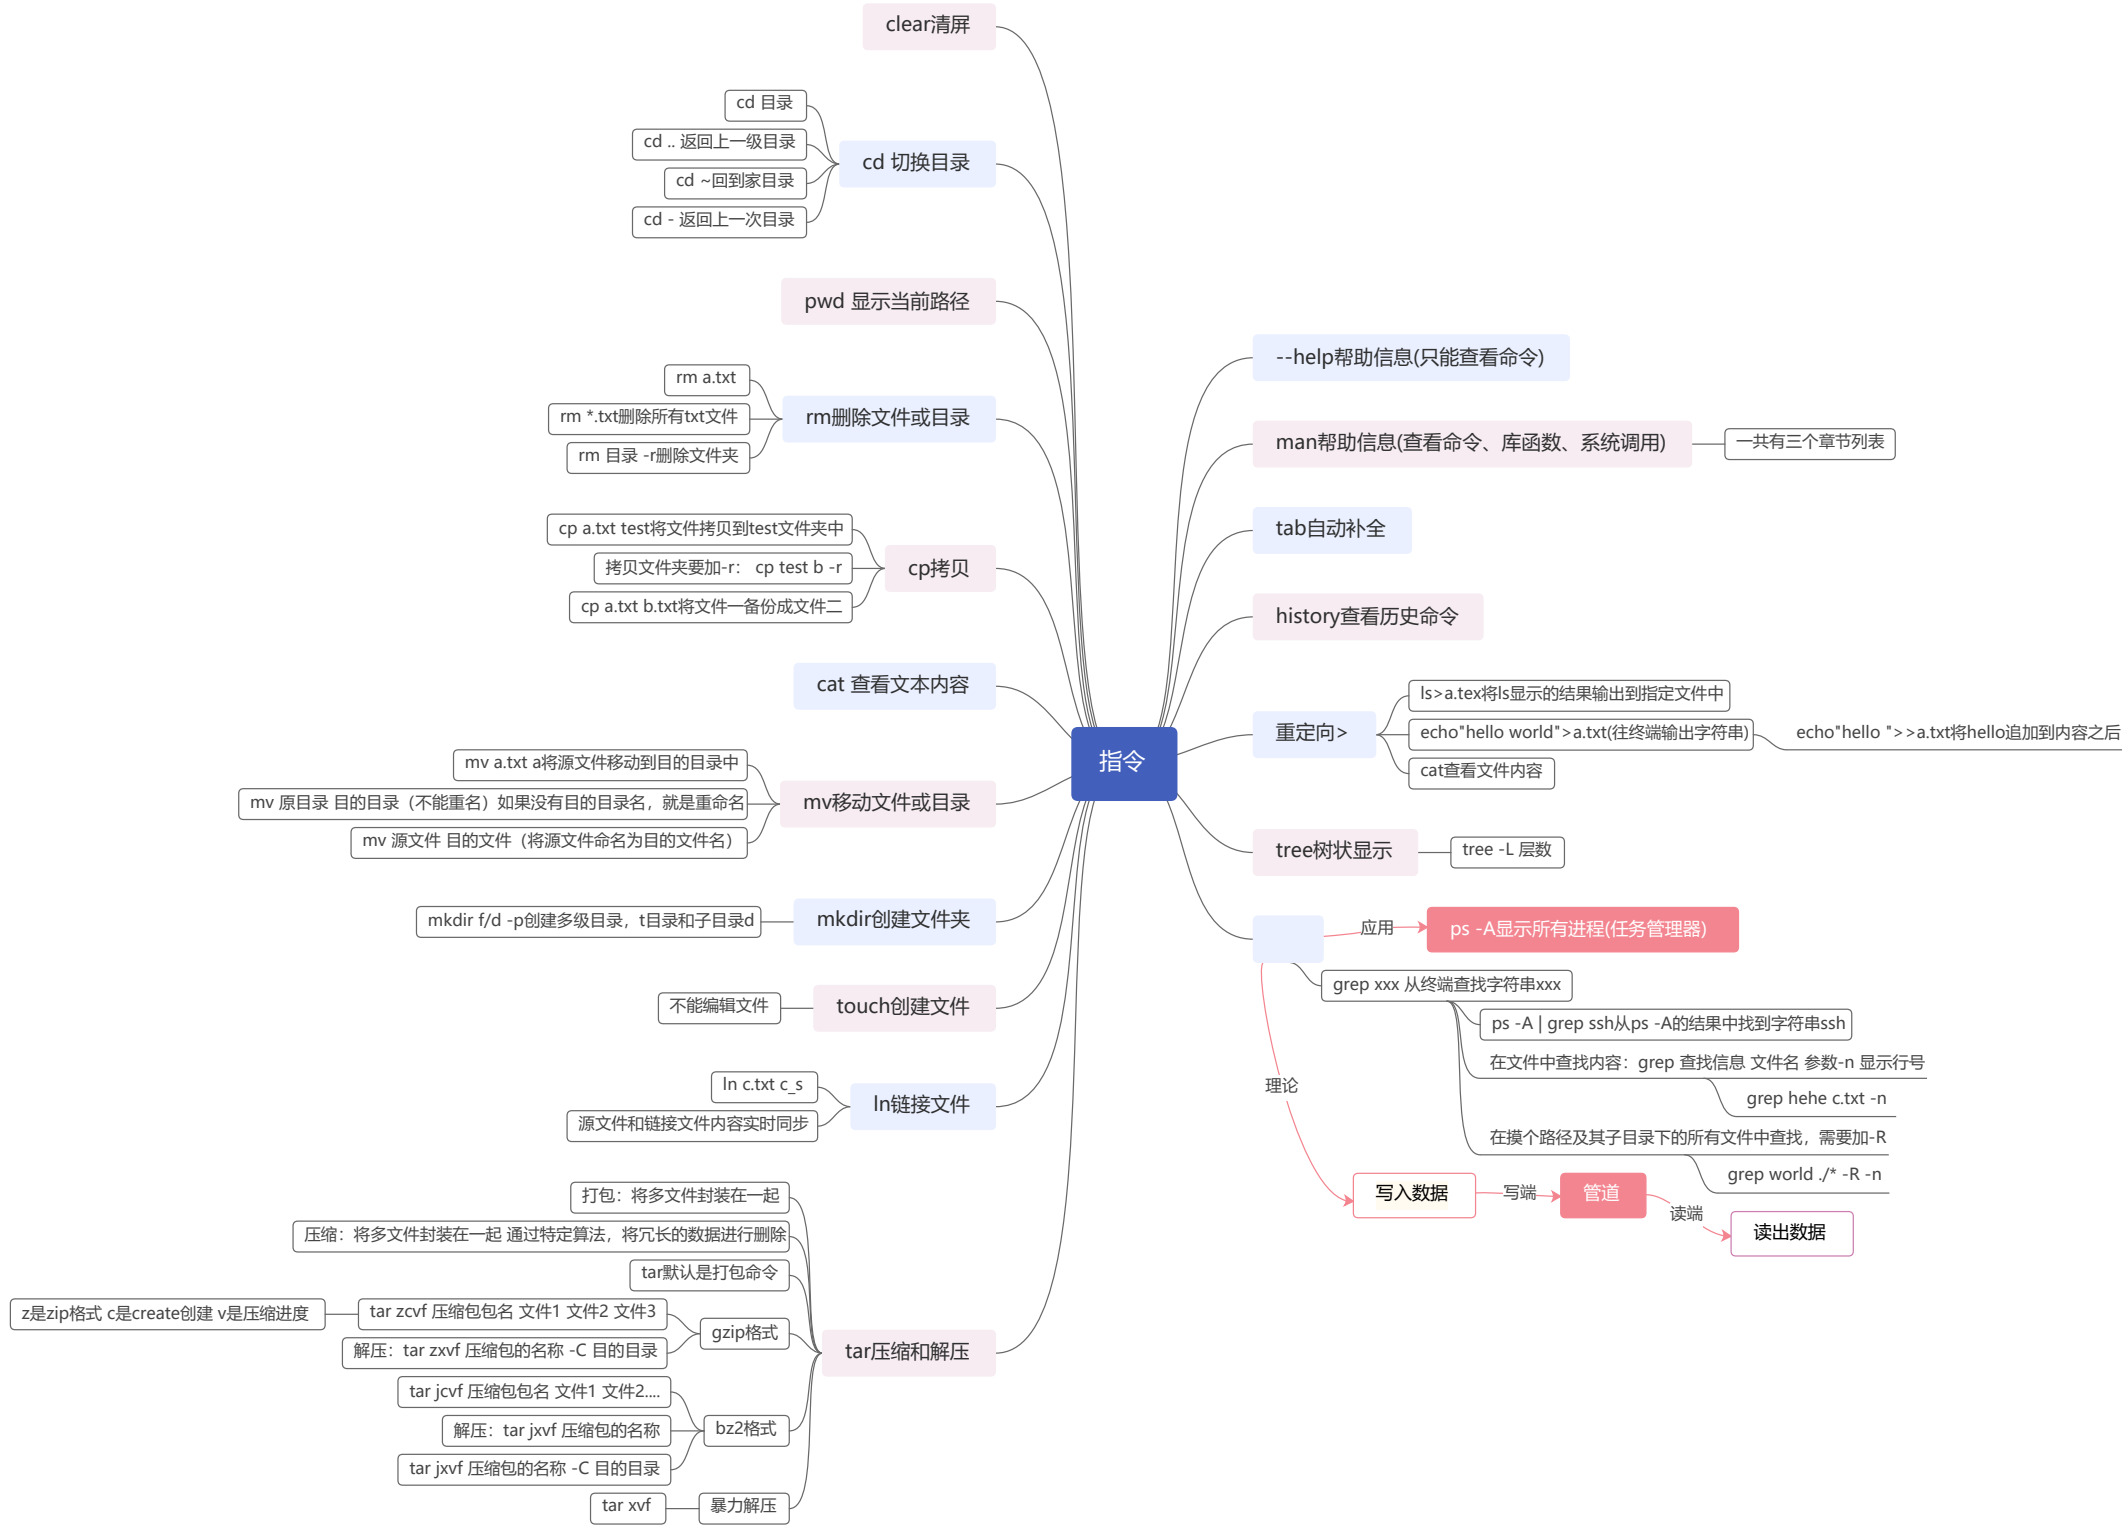 指令
clear清屏
cd 切换目录
cd 目录
cd .. 返回上一级目录
cd ~回到家目录
cd - 返回上一次目录
pwd 显示当前路径
rm删除文件或目录
rm a.txt
rm *.txt删除所有txt文件
rm 目录 -r删除文件夹
cp拷贝
cp a.txt test将文件拷贝到test文件夹中
拷贝文件夹要加-r： cp test b -r
cp a.txt b.txt将文件一备份成文件二
cat 查看文本内容
mv移动文件或目录
mv a.txt a将源文件移动到目的目录中
mv 原目录 目的目录（不能重名）如果没有目的目录名，就是重命名
mv 源文件 目的文件（将源文件命名为目的文件名）
mkdir创建文件夹
mkdir f/d -p创建多级目录，t目录和子目录d
touch创建文件
不能编辑文件
ln链接文件
ln c.txt c_s
源文件和链接文件内容实时同步
tar压缩和解压
打包：将多文件封装在一起
压缩：将多文件封装在一起 通过特定算法，将冗长的数据进行删除
tar默认是打包命令
gzip格式
tar zcvf 压缩包包名 文件1 文件2 文件3
z是zip格式 c是create创建 v是压缩进度
解压：tar zxvf 压缩包的名称 -C 目的目录
bz2格式
tar jcvf 压缩包包名 文件1 文件2....
解压：tar jxvf 压缩包的名称
tar jxvf 压缩包的名称 -C 目的目录
暴力解压
tar xvf
--help帮助信息(只能查看命令)
man帮助信息(查看命令、库函数、系统调用)
一共有三个章节列表
tab自动补全
history查看历史命令
重定向>
ls>a.tex将ls显示的结果输出到指定文件中
echo"hello world">a.txt(往终端输出字符串)
echo"hello ">>a.txt将hello追加到内容之后
cat查看文件内容
tree树状显示
tree -L 层数
应用
ps -A显示所有进程(任务管理器)
grep xxx 从终端查找字符串xxx
ps -A | grep ssh从ps -A的结果中找到字符串ssh
在文件中查找内容：grep 查找信息 文件名 参数-n 显示行号
grep hehe c.txt -n
在摸个路径及其子目录下的所有文件中查找，需要加-R
grep world ./* -R -n
理论
写入数据
写端
管道
读端
读出数据